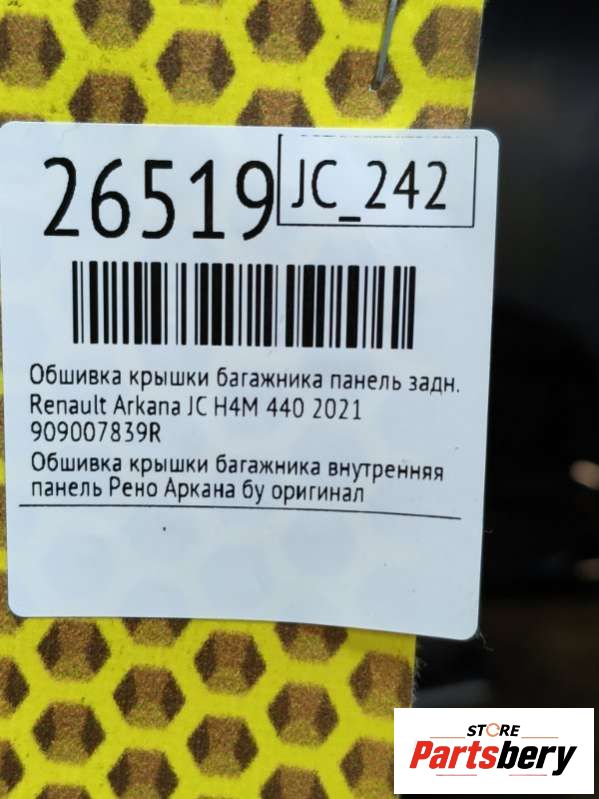 26519
JC_242
Обшивка крышки багажника панель задн.
Renault Arkana JC H4M 440 2021
909007839R
Обшивка крышки багажника внутренняя
панель Рено Аркана бу оригинал
STORE
Partsbery